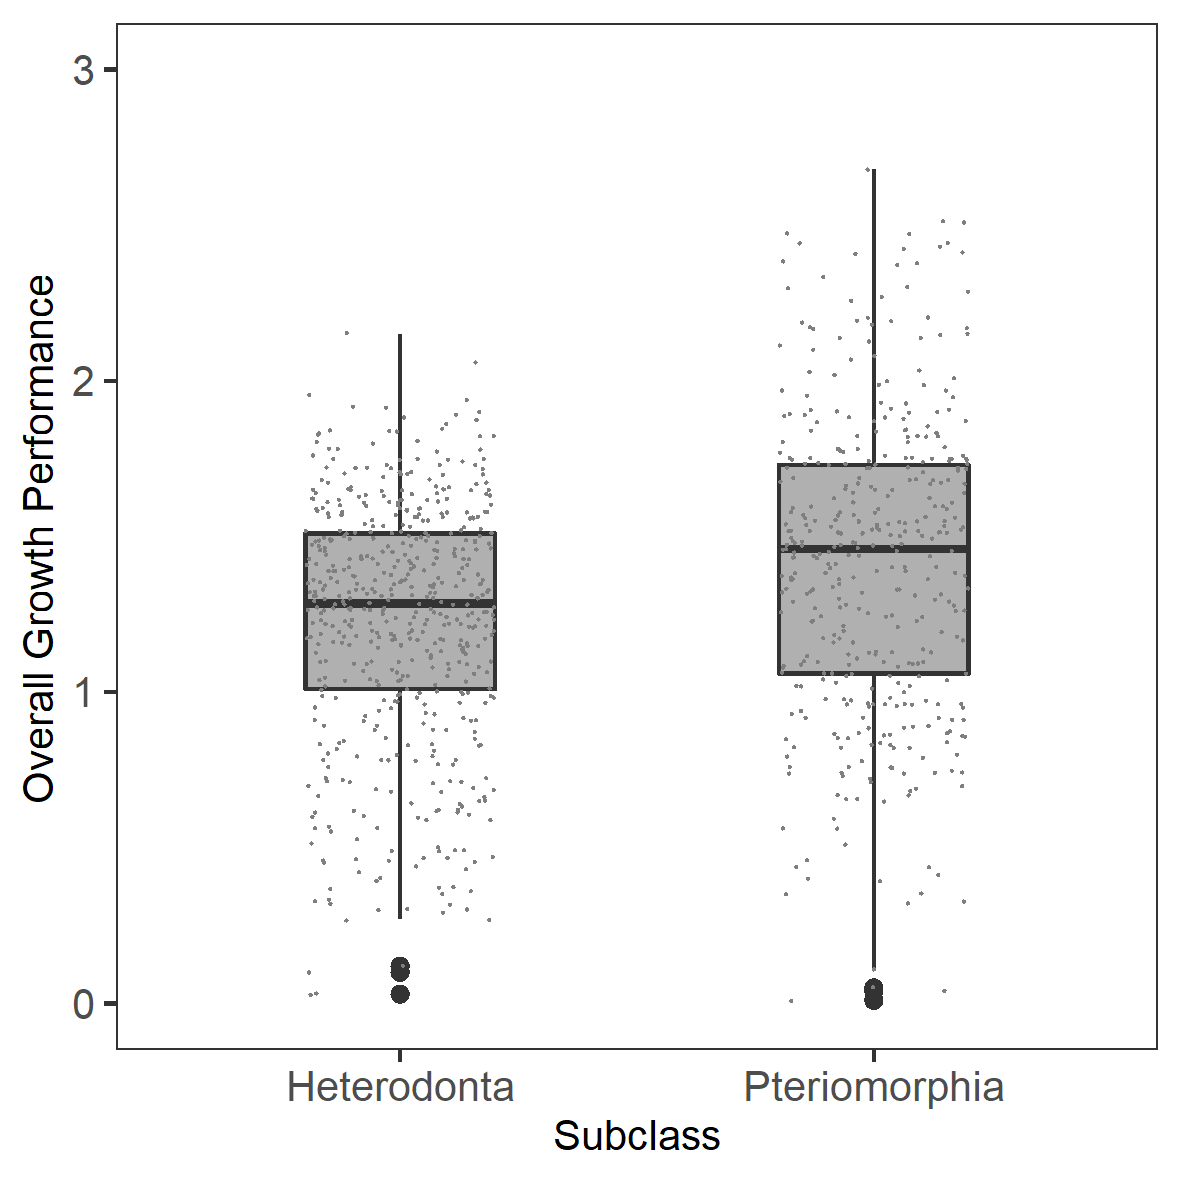 Overall Growth Performance
3
2
1
0
Heterodonta
Pteriomorphia
Subclass